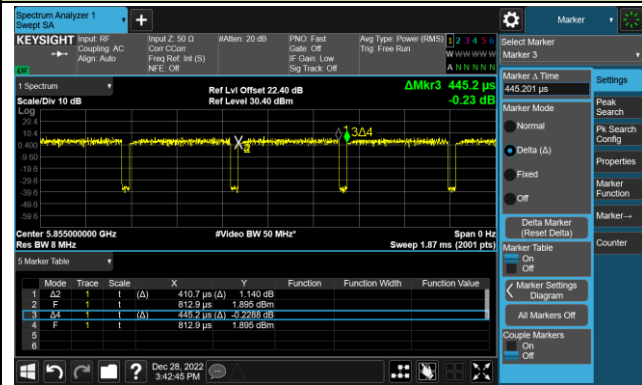 Spectrum Analyzer 1
Swept SA
Marker
KEYSIGHT
Input: RF
Coupling: AC
Align: Auto
Input Z: 50 Ω
Corr CCorr
Freq Ref: Int (S)
NFE: Off
#Atten: 20 dB
PNO: Fast
Gate: Off
IF Gain: Low
Sig Track: Off
Avg Type: Power (RMS)
Trig: Free Run
1 2 3 4 5 6
W W W W W W
A N N N N N
LXI
Select Marker
Marker 3
Marker Δ Time
445.201 µs
Settings
Peak
Search
Pk Search
Config
Properties
Marker
Function
Marker→
Counter
Marker Mode
Normal
Delta (Δ)
Fixed
Off
Delta Marker
(Reset Delta)
Marker Table
On
Off
Marker Settings
Diagram
All Markers Off
Couple Markers
On
Off
1 Spectrum
Scale/Div 10 dB
Log
Ref Lvl Offset 22.40 dB
Ref Level 30.40 dBm
ΔMkr3 445.2 µs
-0.23 dB
20.4
10.4
0.400
-9.60
-19.6
-29.6
-39.6
-49.6
-59.6
1 3Δ4
Center 5.855000000 GHz
Res BW 8 MHz
#Video BW 50 MHz*
Span 0 Hz
Sweep 1.87 ms (2001 pts)
5 Marker Table
Mode Trace Scale X Y Function Function Width Function Value
1 Δ2 1 t (Δ) 410.7 µs (Δ) 1.140 dB
2 F 1 t 812.9 µs 1.895 dBm
3 Δ4 1 t (Δ) 445.2 µs (Δ) -0.2288 dB
4 F 1 t 812.9 µs 1.895 dBm
5
6
Dec 28, 2022
3:42:45 PM